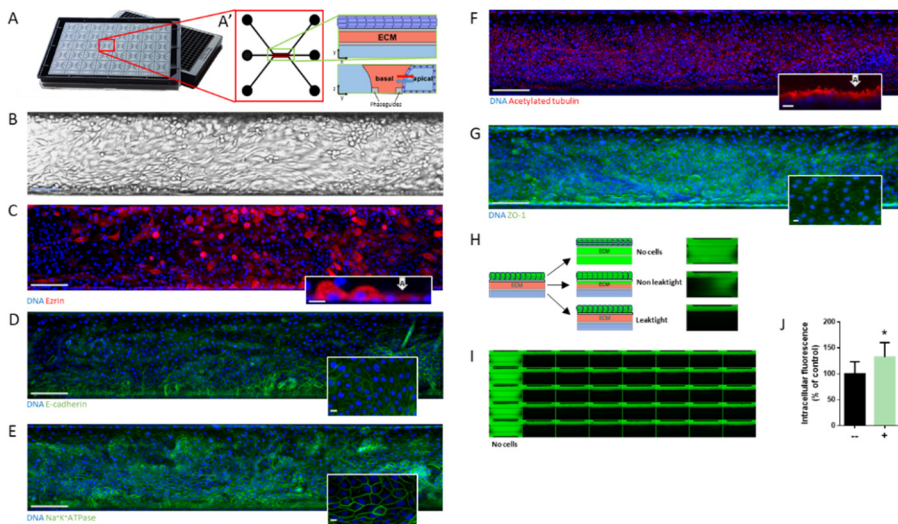 A
A'
ECM
basal
apical
Phaseguides
B
C
DNA Ezrin
A
D
DNA E-cadherin
E
DNA Na⁺K⁺ATPase
F
DNA Acetylated tubulin
A
G
DNA ZO-1
H
ECM
ECM
No cells
ECM
Non leaktight
ECM
Leaktight
I
No cells
J
Intracellular fluorescence
(% of control)
200
150
100
50
0
*
--
+